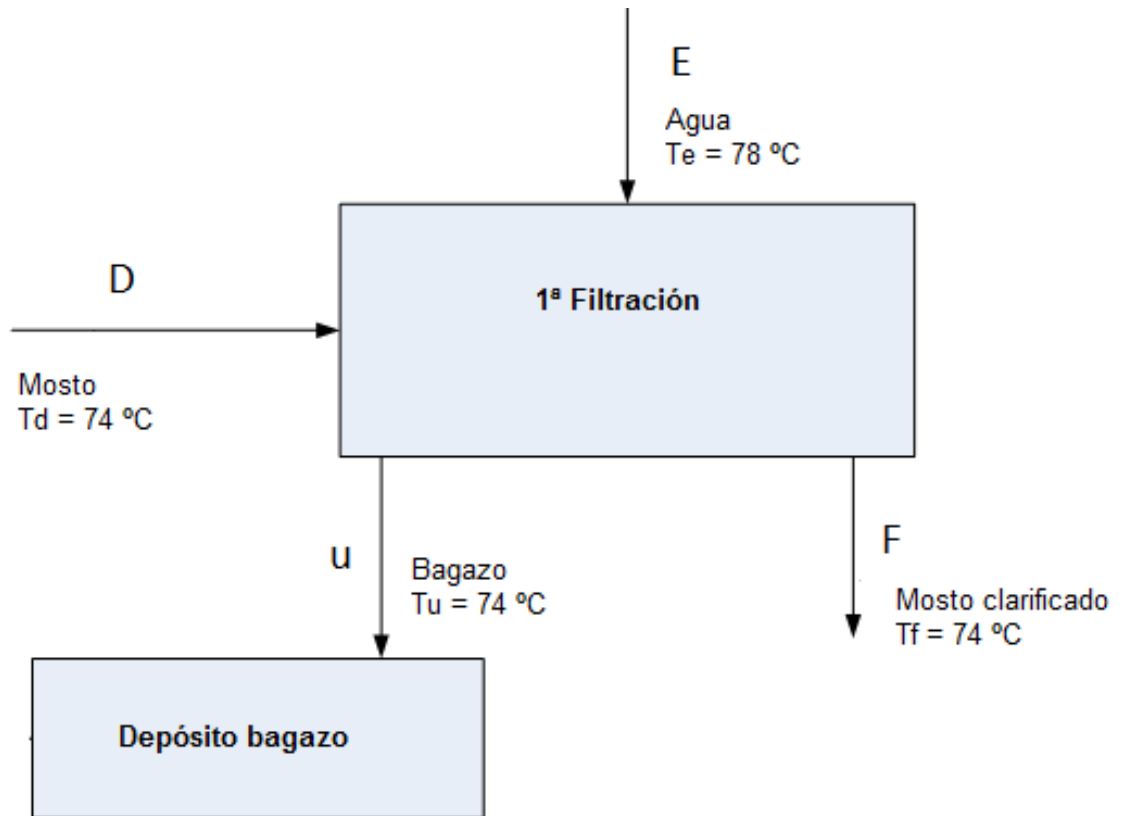 E
Agua
Te = 78 ºC
D
1ª Filtración
Mosto
Td = 74 ºC
u
Bagazo
Tu = 74 ºC
F
Mosto clarificado
Tf = 74 ºC
Depósito bagazo